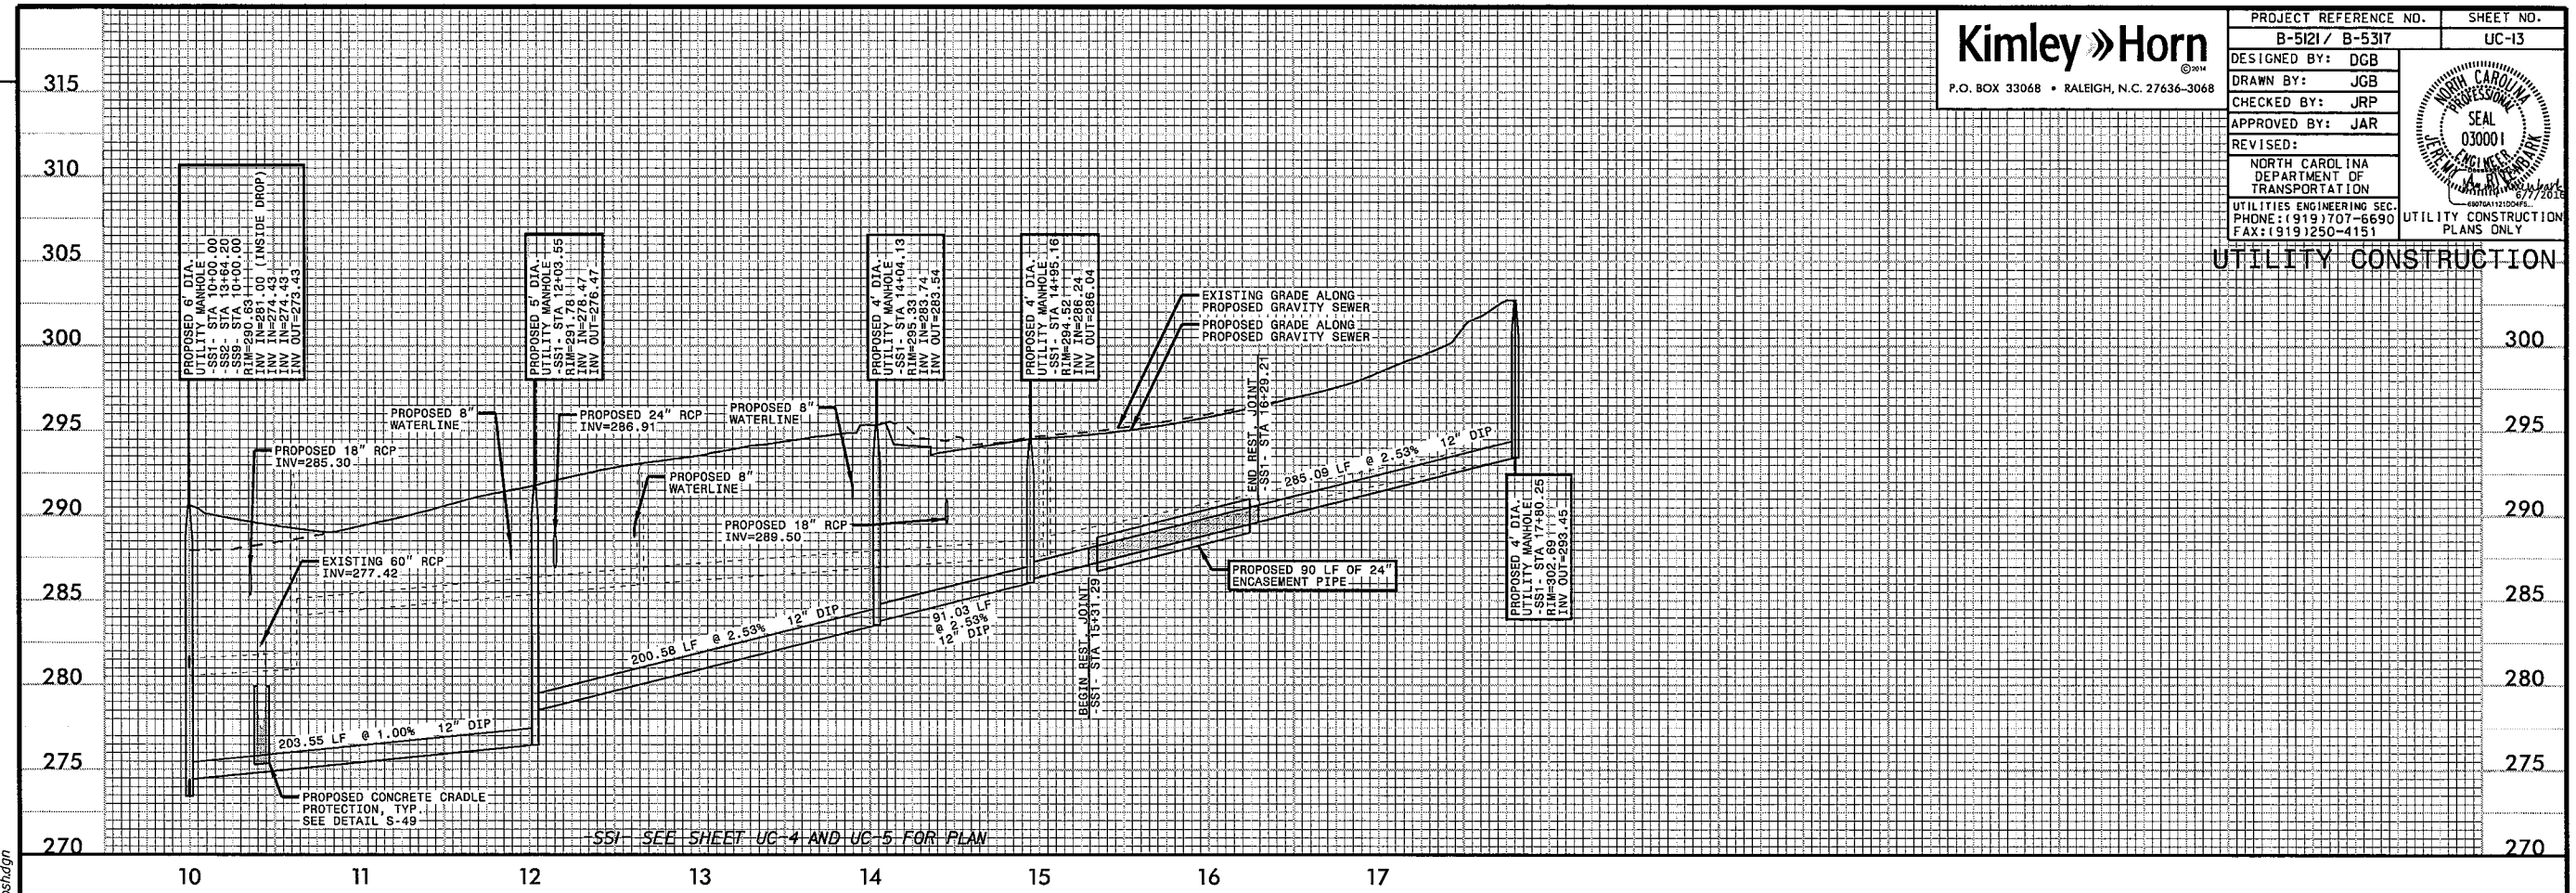 Kimley»Horn
©2014
P.O. BOX 33068 • RALEIGH, N.C. 27636-3068
PROJECT REFERENCE NO.
SHEET NO.
B-5121 / B-5317
UC-13
DESIGNED BY: DGB
DRAWN BY: JGB
CHECKED BY: JRP
APPROVED BY: JAR
REVISED:
NORTH CAROLINA
DEPARTMENT OF
TRANSPORTATION
UTILITIES ENGINEERING SEC.
PHONE:(919)707-6690
FAX:(919)250-4151
NORTH CAROLINA
PROFESSIONAL
SEAL
030001
ENGINEER
JEREMY A. RIVENBARK
UTILITY CONSTRUCTION
PLANS ONLY
UTILITY CONSTRUCTION
315
310
305
300
295
290
285
280
275
270
PROPOSED 6' DIA.
UTILITY MANHOLE
-SS1- STA 10+00.00
-SS2- STA 13+64.20
-SS9- STA 10+00.00
RIM=290.63
INV IN=281.00 (INSIDE DROP)
INV IN=274.43
INV IN=274.43
INV OUT=273.43
PROPOSED 6' DIA.
UTILITY MANHOLE
-SS1- STA 12+03.55
RIM=291.78
INV IN=278.47
INV OUT=276.47
PROPOSED 4' DIA.
UTILITY MANHOLE
-SS1- STA 14+04.13
RIM=295.39
INV IN=283.74
INV OUT=283.54
PROPOSED 4' DIA.
UTILITY MANHOLE
-SS1- STA 14+95.16
RIM=294.52
INV IN=286.24
INV OUT=286.04
EXISTING GRADE ALONG
PROPOSED GRAVITY SEWER
PROPOSED GRADE ALONG
PROPOSED GRAVITY SEWER
PROPOSED 8"
WATERLINE
PROPOSED 24" RCP
INV=286.91
PROPOSED 8"
WATERLINE
PROPOSED 18" RCP
INV=285.30
PROPOSED 8"
WATERLINE
PROPOSED 18" RCP
INV=289.50
EXISTING 60" RCP
INV=277.42
END REST. JOINT
-SS1- STA 16+29.21
285.09 LF @ 2.53% 12" DIP
PROPOSED 4' DIA.
UTILITY MANHOLE
-SS1- STA 17+80.25
RIM=302.69
INV OUT=293.45
PROPOSED 90 LF OF 24"
ENCASEMENT PIPE
BEGIN REST. JOINT
-SS1- STA 15+31.29
91.03 LF
@ 2.53%
12" DIP
200.58 LF @ 2.53% 12" DIP
203.55 LF @ 1.00% 12" DIP
PROPOSED CONCRETE CRADLE
PROTECTION, TYP.
SEE DETAIL S-49
-SS1- SEE SHEET UC-4 AND UC-5 FOR PLAN
300
295
290
285
280
275
270
10 11 12 13 14 15 16 17